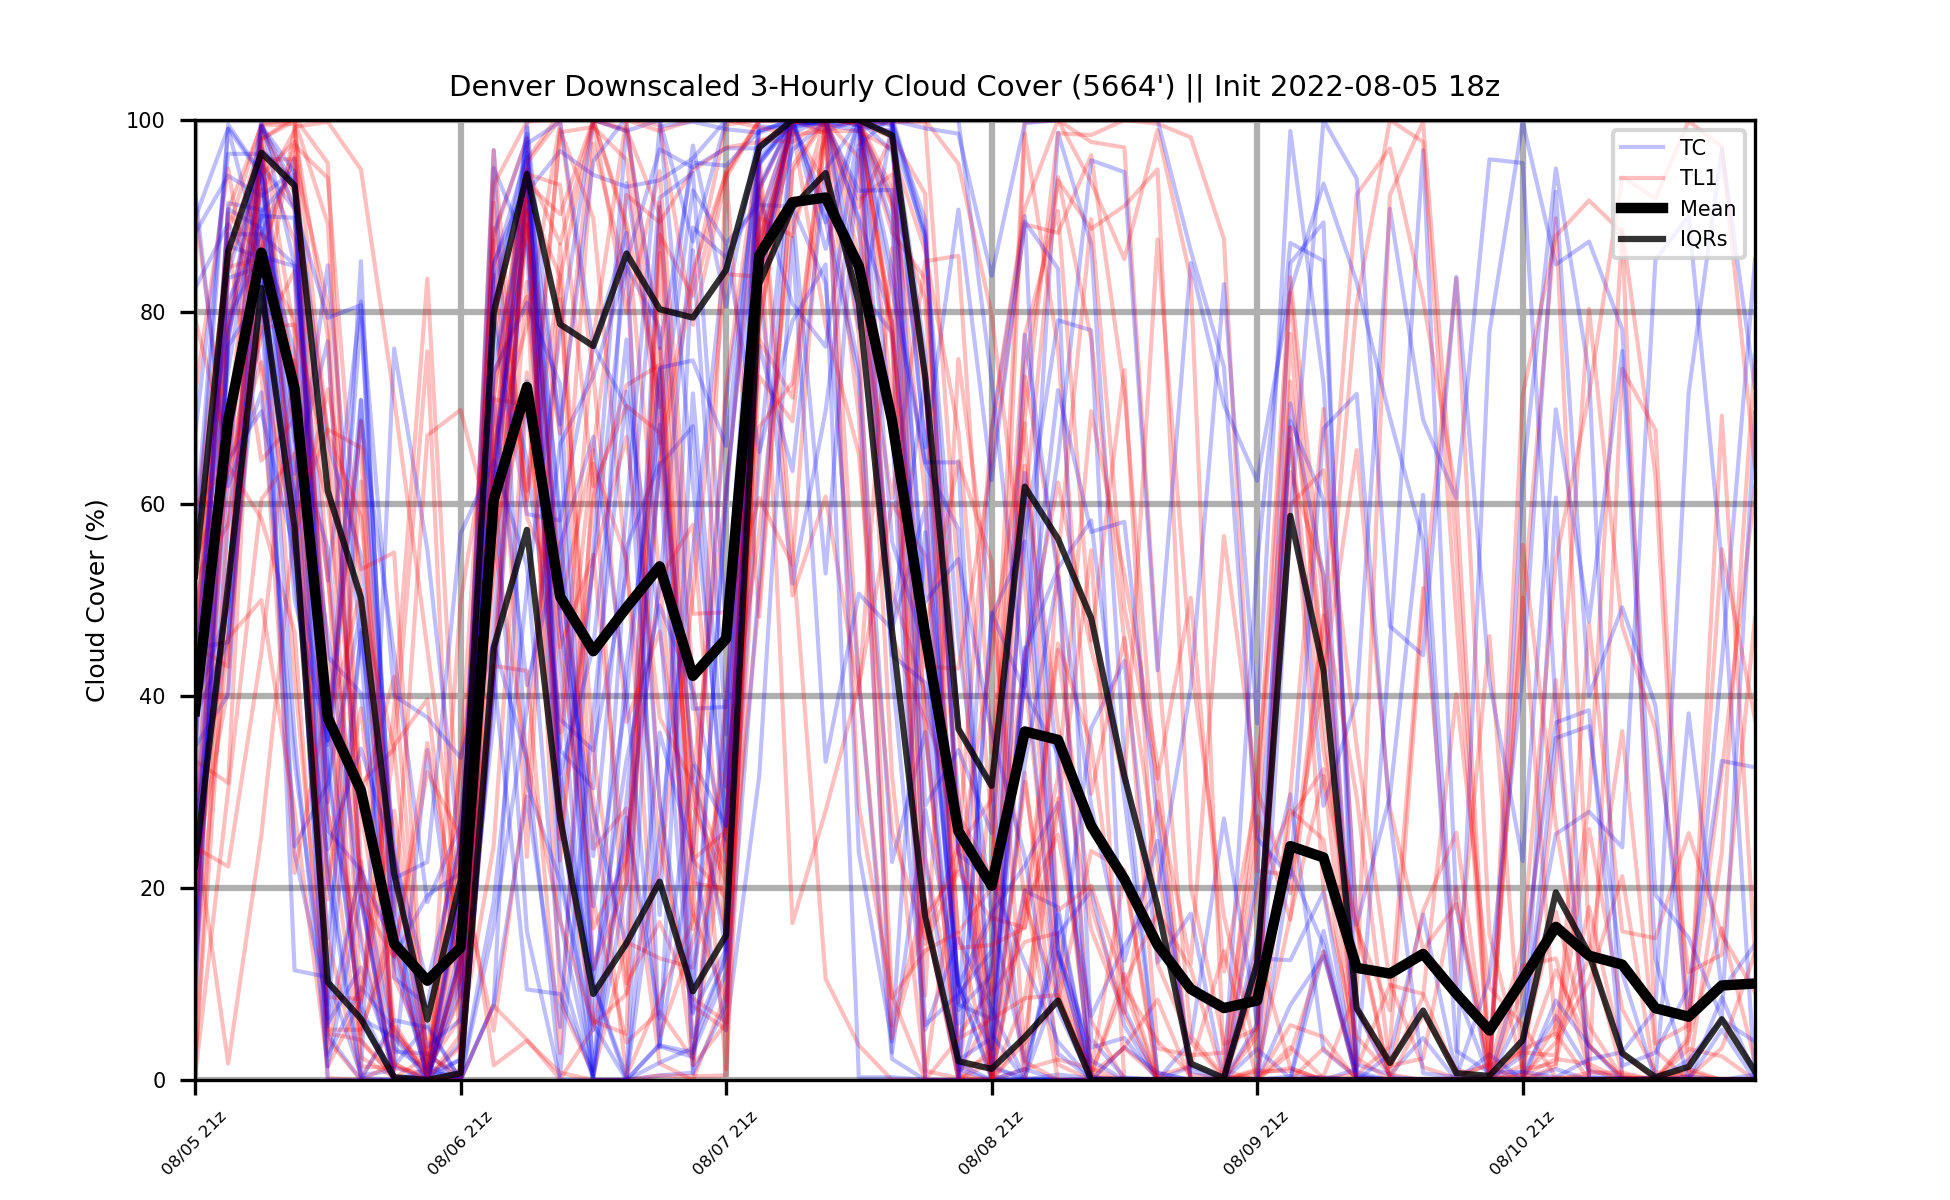 Denver Downscaled 3-Hourly Cloud Cover (5664') || Init 2022-08-05 18z
Cloud Cover (%)
100
80
60
40
20
0
TC
TL1
Mean
IQRs
08/05 21z
08/06 21z
08/07 21z
08/08 21z
08/09 21z
08/10 21z